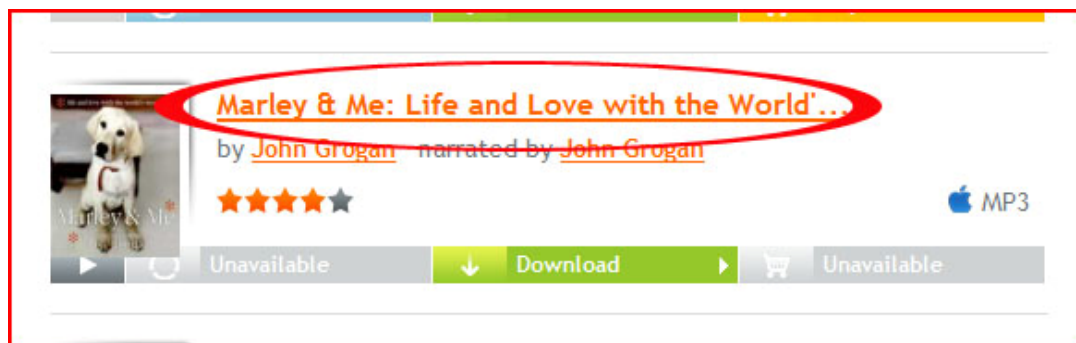 Marley & Me: Life and Love with the World'...
by John Grogan narrated by John Grogan
Marley & Me
MP3
Unavailable
Download
Unavailable